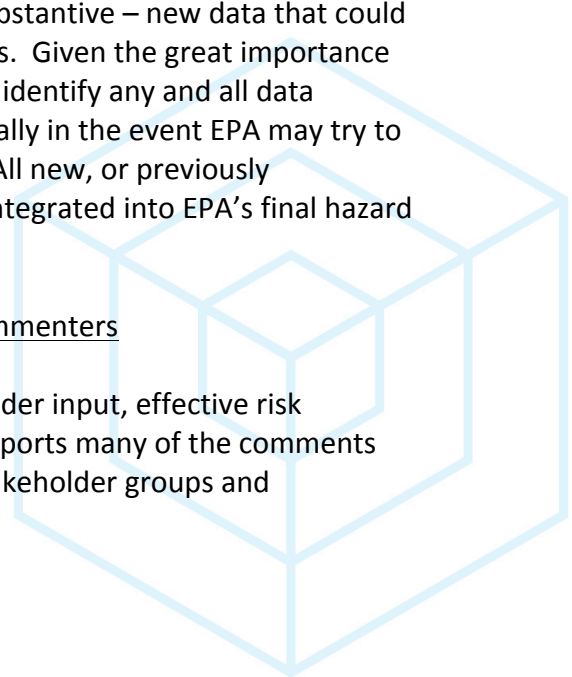 bstantive – new data that could
s.  Given the great importance
identify any and all data
ally in the event EPA may try to
All new, or previously
ntegrated into EPA’s final hazard
nmenters
der input, effective risk
ports many of the comments
keholder groups and